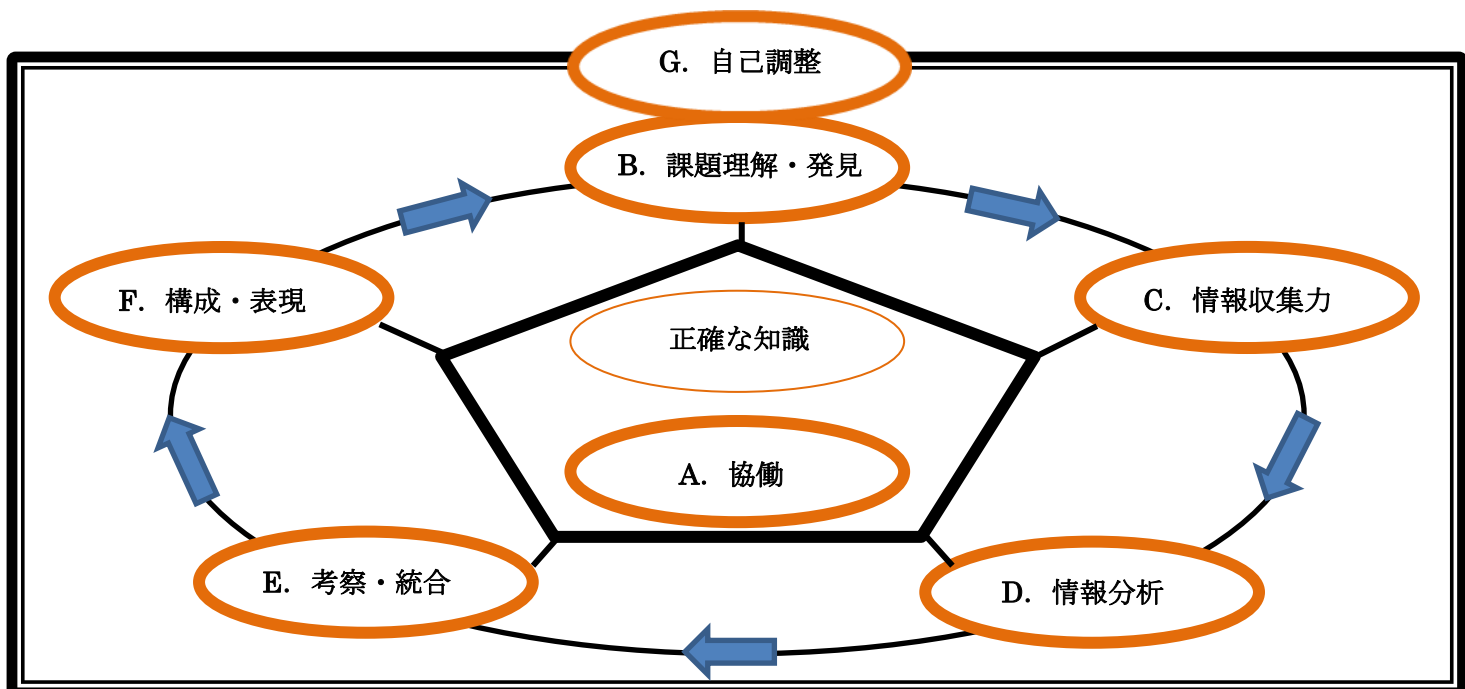 G. 自己調整
B. 課題理解・発見
F. 構成・表現
C. 情報収集力
正確な知識
A. 協働
E. 考察・統合
D. 情報分析